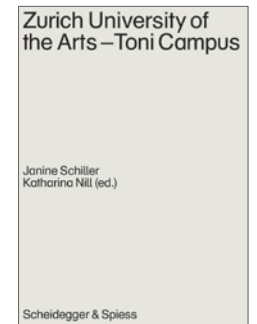 Zurich University of
the Arts – Toni Campus
Janine Schiller
Katharina Nill (ed.)
Scheidegger & Spiess